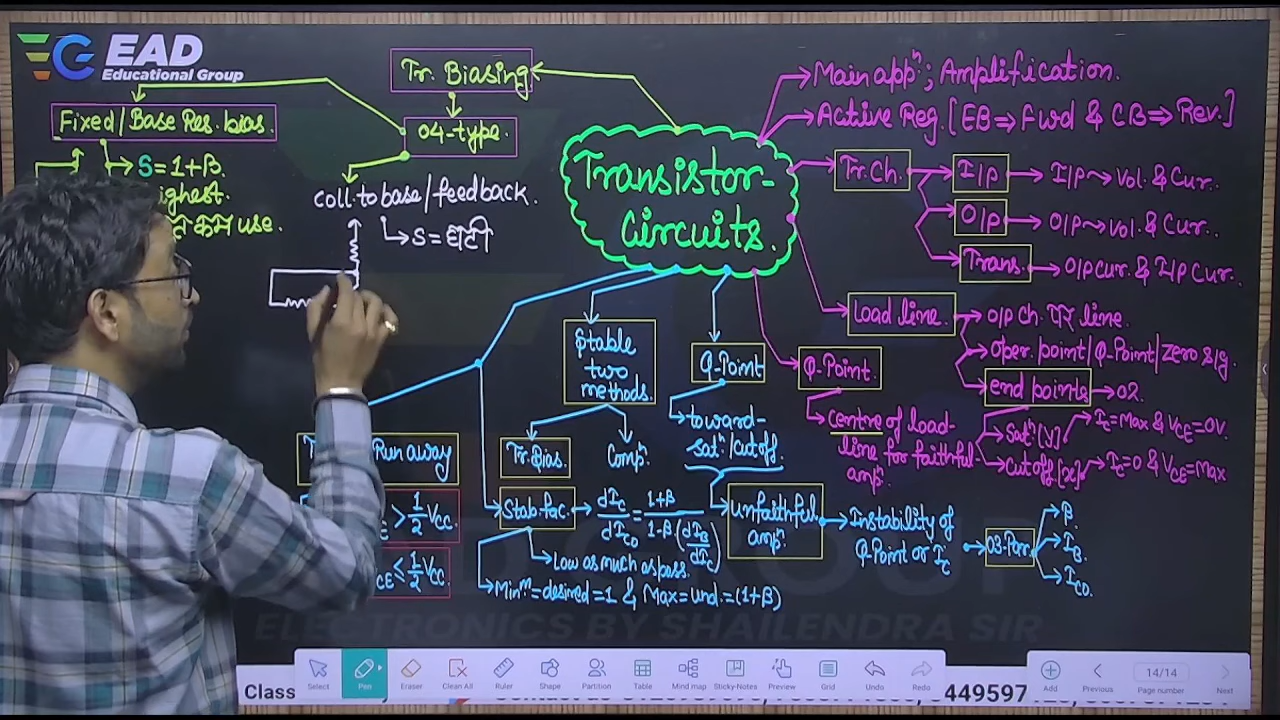 EAD
Educational Group
Tr. Biasing
04-type.
Fixed/Base Res. bias.
S=1+β.
ighest.
कम use.
Coll to base/feedback.
S=घटी
Transistor-
Circuits.
Main appⁿ; Amplification.
Active Reg. [EB⇒Fwd & CB⇒Rev.]
Tr. Ch.
I/p → I/p~vol. & Cur.
O/p → O/p~vol & Cur.
Trans. → O/p cur. & I/p Cur.
Load line. → O/p Ch. पर line.
Oper. point/Q-Point/Zero sig.
end points → 02.
Satⁿ. [y] → I_C=Max & V_CE=0V.
Cutoff. [x] → I_C=0 & V_CE=Max
Q-Point.
centre of load-
line for faithful
ampⁿ.
Q-Point
toward-
satⁿ./cutoff.
unfaithful
ampⁿ.
Instability of
Q-Point or I_C
03-Par.
β.
I_B.
I_CO.
Stable
two
methods.
Tr. Bias.
Compⁿ.
Stab. fac. → dI_C/dI_CO = (1+β)/(1-β(dI_B/dI_C))
Low as much as poss.
Minᵐ=desired=1 & Max=und.=(1+β)
Run away
> 1/2 V_CC.
CE ≤ 1/2 V_CC.
ELECTRONICS BY SHAILENDRA SIR
Select
Pen
Eraser
Clean All
Ruler
Shape
Partition
Table
Mind map
Sticky-Notes
Preview
Grid
Undo
Redo
Add
Previous
14/14
Page number
Next
Class
449597